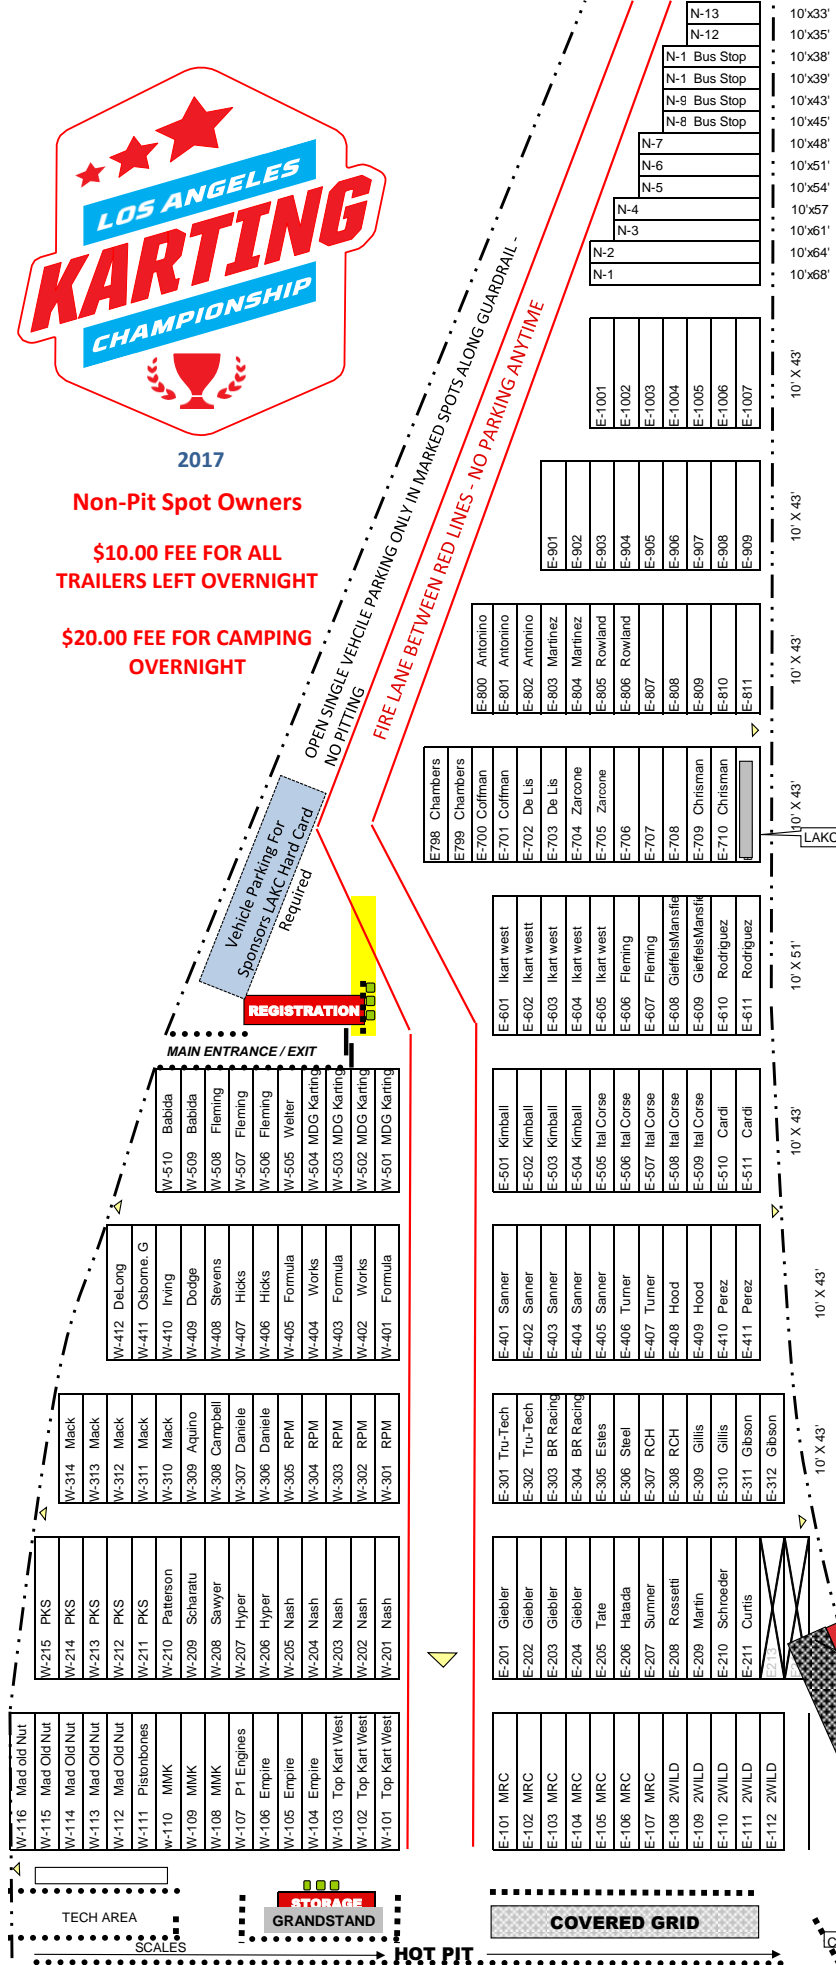 N-13 10'x33'
N-12 10'x35'
N-1 Bus Stop 10'x38'
N-1 Bus Stop 10'x39'
N-9 Bus Stop 10'x43'
N-8 Bus Stop 10'x45'
N-7 10'x48'
N-6 10'x51'
N-5 10'x54'
N-4 10'x57
N-3 10'x61'
N-2 10'x64'
N-1 10'x68'
LOS ANGELES
KARTING
CHAMPIONSHIP
2017
Non-Pit Spot Owners
$10.00 FEE FOR ALL
TRAILERS LEFT OVERNIGHT
$20.00 FEE FOR CAMPING
OVERNIGHT
OPEN SINGLE VEHCILE PARKING ONLY IN MARKED SPOTS ALONG GUARDRAIL -
NO PITTING
FIRE LANE BETWEEN RED LINES - NO PARKING ANYTIME
E-1001
E-1002
E-1003
E-1004
E-1005
E-1006
E-1007
10' X 43'
E-901
E-902
E-903
E-904
E-905
E-906
E-907
E-908
E-909
10' X 43'
E-800 Antonino
E-801 Antonino
E-802 Antonino
E-803 Martinez
E-804 Martinez
E-805 Rowland
E-806 Rowland
E-807
E-808
E-809
E-810
E-811
10' X 43'
E798 Chambers
E799 Chambers
E-700 Coffman
E-701 Coffman
E-702 De Lis
E-703 De Lis
E-704 Zarcone
E-705 Zarcone
E-706
E-707
E-708
E-709 Chrisman
E-710 Chrisman
10' X 43'
LAKC
Vehicle Parking For
Sponsors LAKC Hard Card
Required
REGISTRATION
MAIN ENTRANCE / EXIT
E-601 Ikart west
E-602 Ikart westt
E-603 Ikart west
E-604 Ikart west
E-605 Ikart west
E-606 Fleming
E-607 Fleming
E-608 GieffelsMansfie
E-609 GieffelsMansfie
E-610 Rodriguez
E-611 Rodriguez
10' X 51'
W-510 Babida
W-509 Babida
W-508 Fleming
W-507 Fleming
W-506 Fleming
W-505 Welter
W-504 MDG Karting
W-503 MDG Karting
W-502 MDG Karting
W-501 MDG Karting
E-501 Kimball
E-502 Kimball
E-503 Kimball
E-504 Kimball
E-505 Ital Corse
E-506 Ital Corse
E-507 Ital Corse
E-508 Ital Corse
E-509 Ital Corse
E-510 Cardi
E-511 Cardi
10' X 43'
W-412 DeLong
W-411 Osborne. G
W-410 Irving
W-409 Dodge
W-408 Stevens
W-407 Hicks
W-406 Hicks
W-405 Formula
W-404 Works
W-403 Formula
W-402 Works
W-401 Formula
E-401 Sanner
E-402 Sanner
E-403 Sanner
E-404 Sanner
E-405 Sanner
E-406 Turner
E-407 Turner
E-408 Hood
E-409 Hood
E-410 Perez
E-411 Perez
10' X 43'
W-314 Mack
W-313 Mack
W-312 Mack
W-311 Mack
W-310 Mack
W-309 Aquino
W-308 Campbell
W-307 Daniele
W-306 Daniele
W-305 RPM
W-304 RPM
W-303 RPM
W-302 RPM
W-301 RPM
E-301 Tru-Tech
E-302 Tru-Tech
E-303 BR Racing
E-304 BR Racing
E-305 Estes
E-306 Steel
E-307 RCH
E-308 RCH
E-309 Gillis
E-310 Gillis
E-311 Gibson
E-312 Gibson
10' X 43'
W-215 PKS
W-214 PKS
W-213 PKS
W-212 PKS
W-211 PKS
W-210 Patterson
W-209 Scharatu
W-208 Sawyer
W-207 Hyper
W-206 Hyper
W-205 Nash
W-204 Nash
W-203 Nash
W-202 Nash
W-201 Nash
E-201 Giebler
E-202 Giebler
E-203 Giebler
E-204 Giebler
E-205 Tate
E-206 Hatada
E-207 Sumner
E-208 Rossetti
E-209 Martin
E-210 Schroeder
E-211 Curtis
E213
W-116 Mad old Nut
W-115 Mad Old Nut
W-114 Mad Old Nut
W-113 Mad Old Nut
W-112 Mad Old Nut
W-111 Pistonbones
w-110 MMK
W-109 MMK
W-108 MMK
W-107 P1 Engines
W-106 Empire
W-105 Empire
W-104 Empire
W-103 Top Kart West
W-102 Top Kart West
W-101 Top Kart West
E-101 MRC
E-102 MRC
E-103 MRC
E-104 MRC
E-105 MRC
E-106 MRC
E-107 MRC
E-108 2WILD
E-109 2WILD
E-110 2WILD
E-111 2WILD
E-112 2WILD
TECH AREA
STORAGE
GRANDSTAND
COVERED GRID
SCALES
HOT PIT